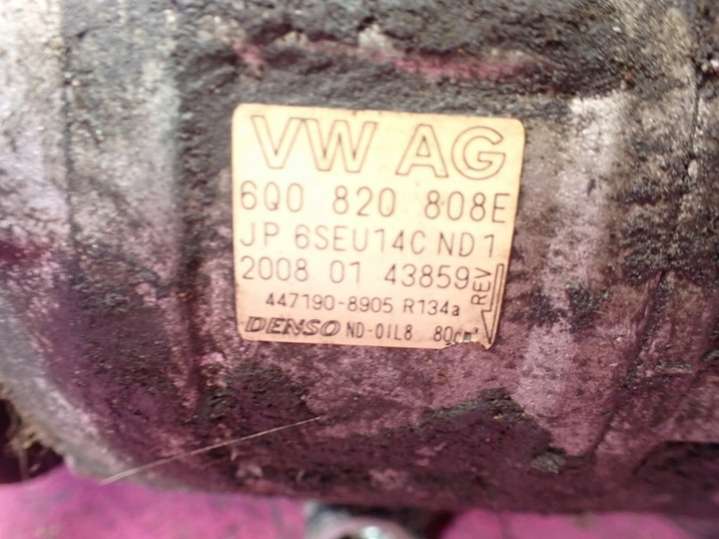 VW AG
6Q0 820 808E
JP 6SEU14C ND1
2008 01 43859
REV
447190-8905 R134a
DENSO ND-OIL8 80cm³